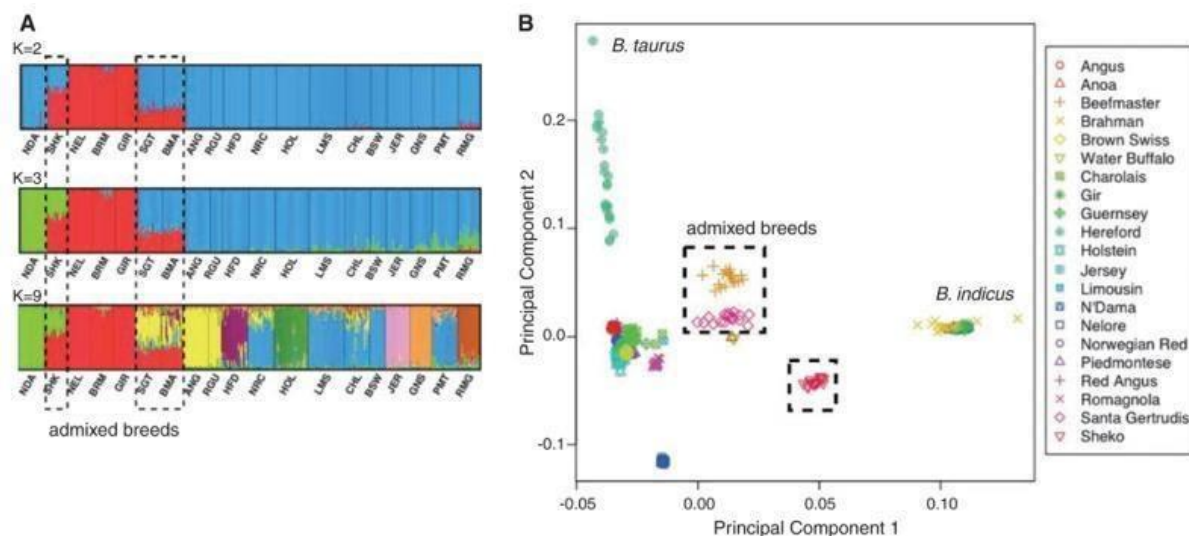 A
K=2
NDA SHK NEL BRM GIR SGT BMA ANG RGU HFD NRC HOL LMS CHL BSW JER GNS PMT RMG
K=3
NDA SHK NEL BRM GIR SGT BMA ANG RGU HFD NRC HOL LMS CHL BSW JER GNS PMT RMG
K=9
NDA SHK NEL BRM GIR SGT BMA ANG RGU HFD NRC HOL LMS CHL BSW JER GNS PMT RMG
admixed breeds
B
B. taurus
admixed breeds
B. indicus
Principal Component 2
0.2
0.1
0.0
-0.1
-0.05 0.00 0.05 0.10
Principal Component 1
Angus
Anoa
Beefmaster
Brahman
Brown Swiss
Water Buffalo
Charolais
Gir
Guernsey
Hereford
Holstein
Jersey
Limousin
N'Dama
Nelore
Norwegian Red
Piedmontese
Red Angus
Romagnola
Santa Gertrudis
Sheko